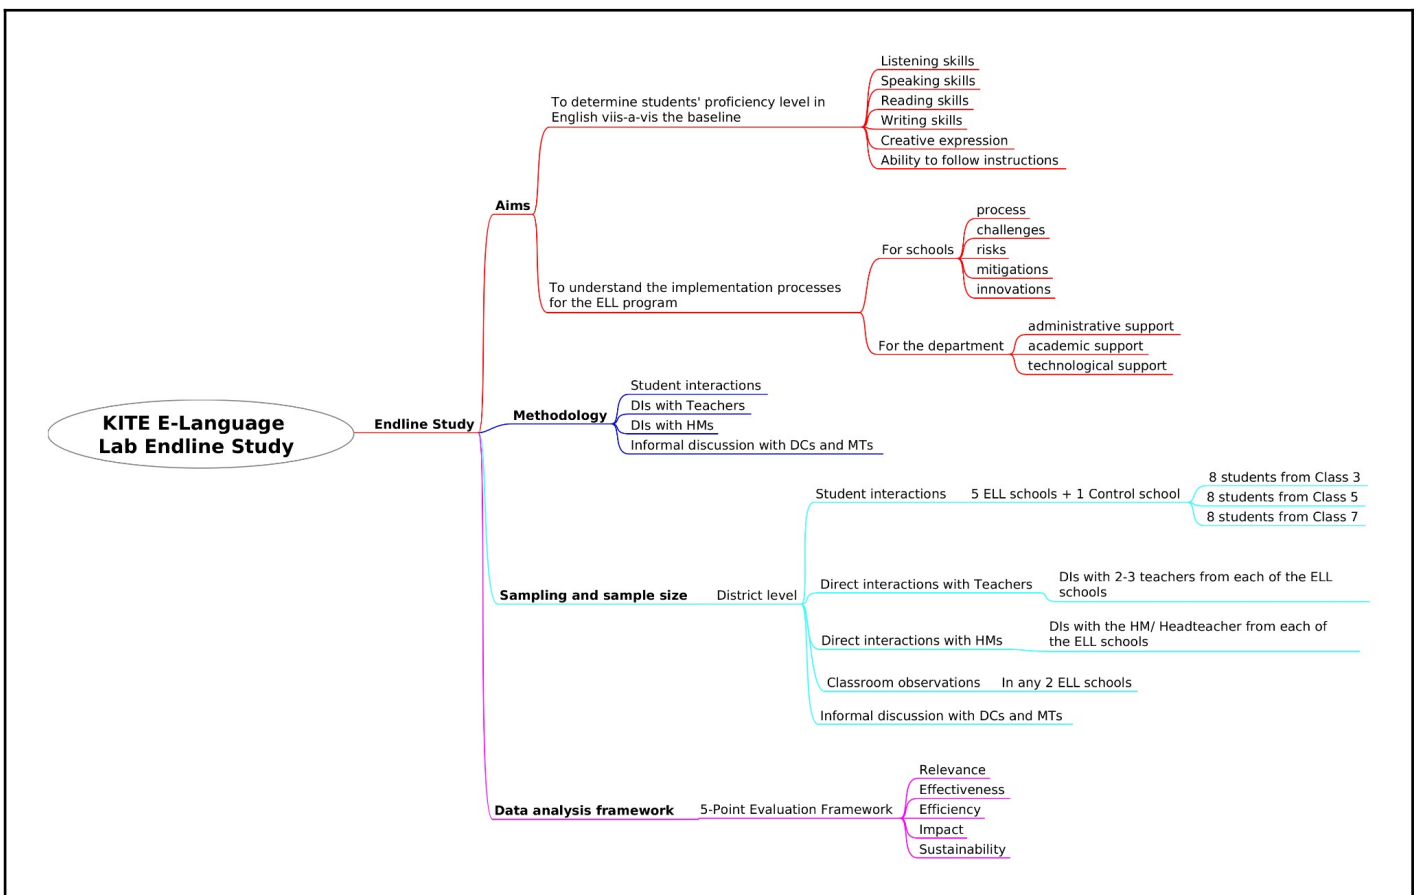 KITE E-Language
Lab Endline Study
Endline Study
Aims
To determine students' proficiency level in
English viis-a-vis the baseline
Listening skills
Speaking skills
Reading skills
Writing skills
Creative expression
Ability to follow instructions
To understand the implementation processes
for the ELL program
For schools
process
challenges
risks
mitigations
innovations
For the department
administrative support
academic support
technological support
Methodology
Student interactions
DIs with Teachers
DIs with HMs
Informal discussion with DCs and MTs
Sampling and sample size
District level
Student interactions
5 ELL schools + 1 Control school
8 students from Class 3
8 students from Class 5
8 students from Class 7
Direct interactions with Teachers
DIs with 2-3 teachers from each of the ELL
schools
Direct interactions with HMs
DIs with the HM/ Headteacher from each of
the ELL schools
Classroom observations
In any 2 ELL schools
Informal discussion with DCs and MTs
Data analysis framework
5-Point Evaluation Framework
Relevance
Effectiveness
Efficiency
Impact
Sustainability